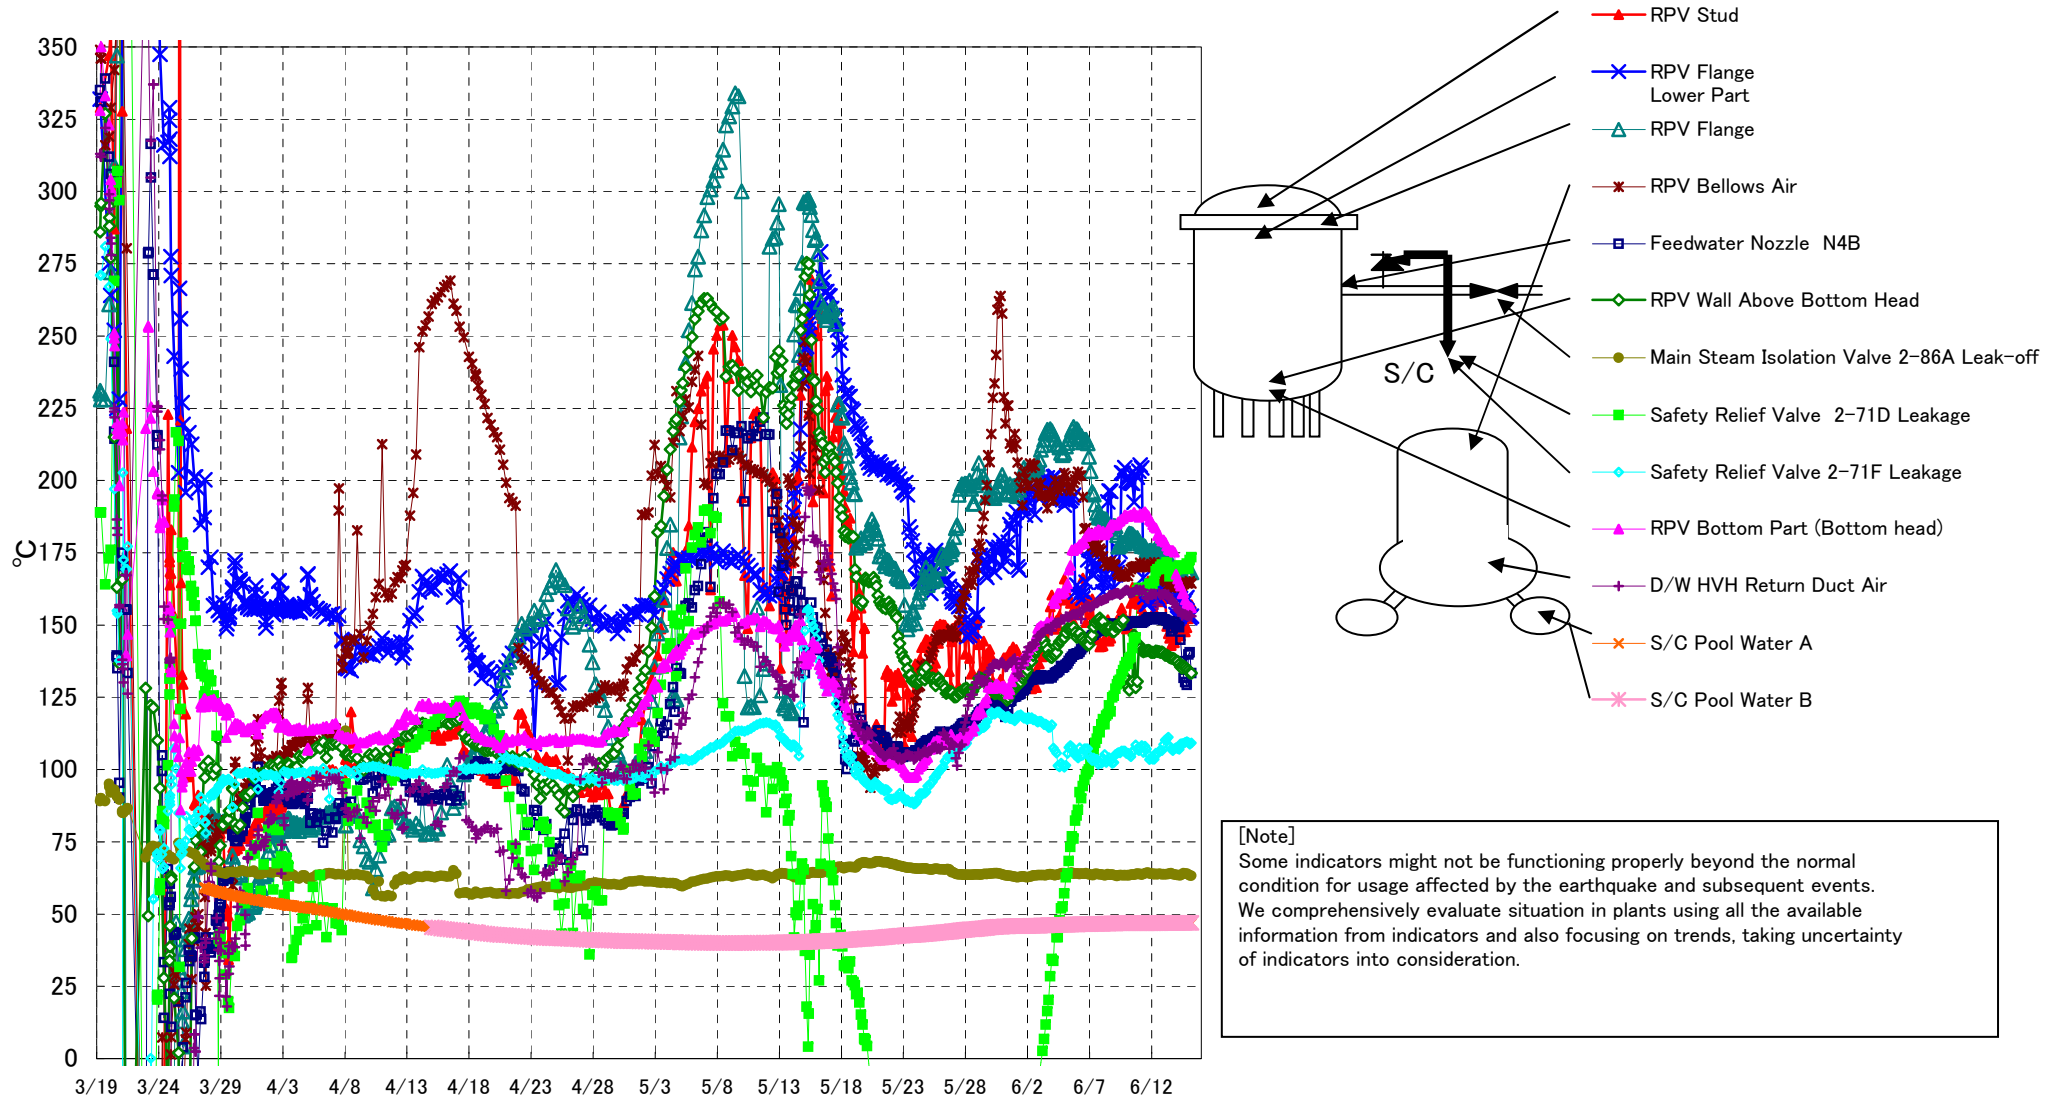 ℃
350
325
300
275
250
225
200
175
150
125
100
75
50
25
0
3/19 3/24 3/29 4/3 4/8 4/13 4/18 4/23 4/28 5/3 5/8 5/13 5/18 5/23 5/28 6/2 6/7 6/12
RPV Stud
RPV Flange
Lower Part
RPV Flange
RPV Bellows Air
Feedwater Nozzle N4B
RPV Wall Above Bottom Head
Main Steam Isolation Valve 2-86A Leak-off
Safety Relief Valve 2-71D Leakage
Safety Relief Valve 2-71F Leakage
RPV Bottom Part (Bottom head)
D/W HVH Return Duct Air
S/C Pool Water A
S/C Pool Water B
S/C
[Note]
Some indicators might not be functioning properly beyond the normal
condition for usage affected by the earthquake and subsequent events.
We comprehensively evaluate situation in plants using all the available
information from indicators and also focusing on trends, taking uncertainty
of indicators into consideration.